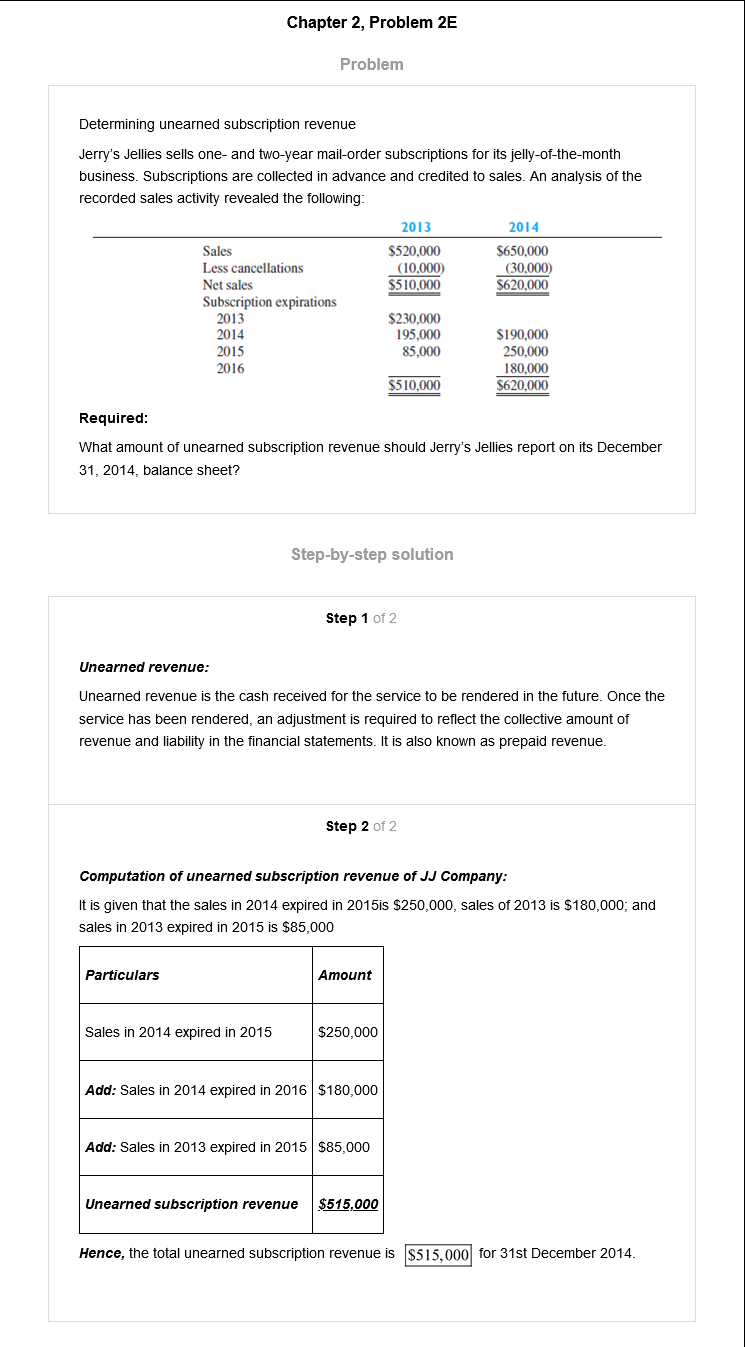 Chapter 2, Problem 2E
Problem
Determining unearned subscription revenue
Jerry's Jellies sells one- and two-year mail-order subscriptions for its jelly-of-the-month
business. Subscriptions are collected in advance and credited to sales. An analysis of the
recorded sales activity revealed the following:
2013 2014
Sales $520,000 $650,000
Less cancellations (10,000) (30,000)
Net sales $510,000 $620,000
Subscription expirations
2013 $230,000
2014 195,000 $190,000
2015 85,000 250,000
2016 180,000
$510,000 $620,000
Required:
What amount of unearned subscription revenue should Jerry's Jellies report on its December
31, 2014, balance sheet?
Step-by-step solution
Step 1 of 2
Unearned revenue:
Unearned revenue is the cash received for the service to be rendered in the future. Once the
service has been rendered, an adjustment is required to reflect the collective amount of
revenue and liability in the financial statements. It is also known as prepaid revenue.
Step 2 of 2
Computation of unearned subscription revenue of JJ Company:
It is given that the sales in 2014 expired in 2015is $250,000, sales of 2013 is $180,000; and
sales in 2013 expired in 2015 is $85,000
Particulars Amount
Sales in 2014 expired in 2015 $250,000
Add: Sales in 2014 expired in 2016 $180,000
Add: Sales in 2013 expired in 2015 $85,000
Unearned subscription revenue $515,000
Hence, the total unearned subscription revenue is $515,000 for 31st December 2014.